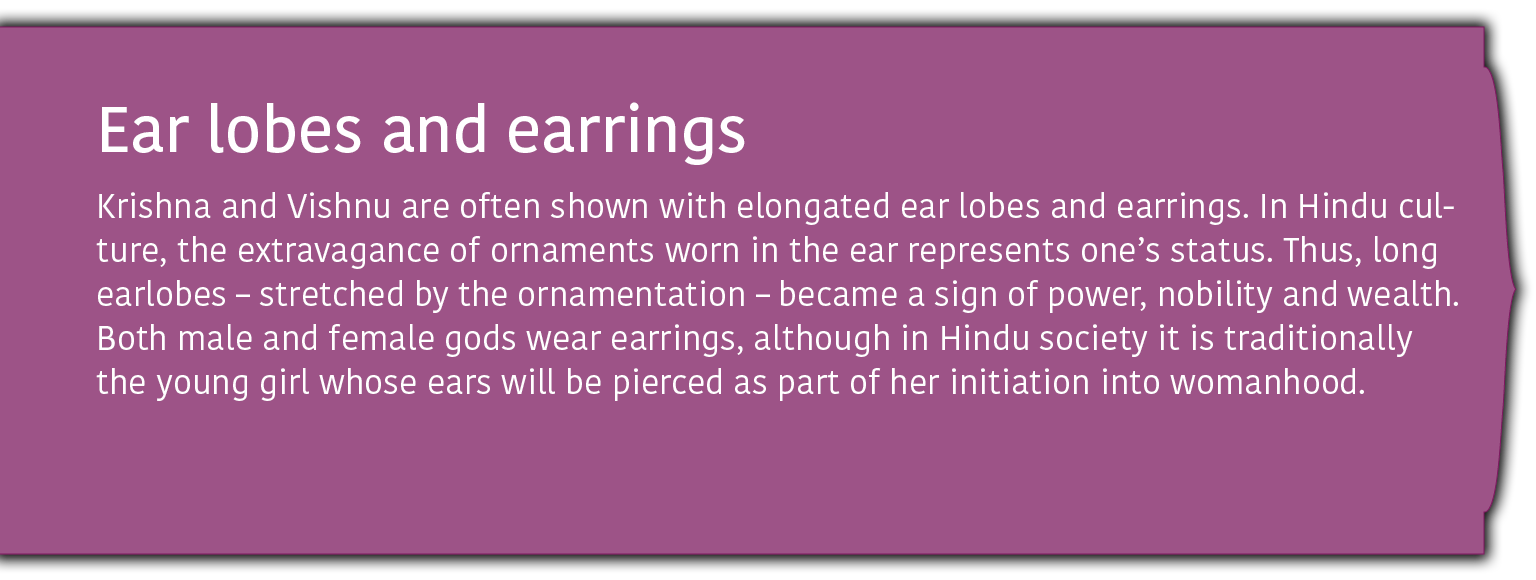 Ear lobes and earrings
Krishna and Vishnu are often shown with elongated ear lobes and earrings. In Hindu cul-
ture, the extravagance of ornaments worn in the ear represents one’s status. Thus, long
earlobes – stretched by the ornamentation – became a sign of power, nobility and wealth.
Both male and female gods wear earrings, although in Hindu society it is traditionally
the young girl whose ears will be pierced as part of her initiation into womanhood.